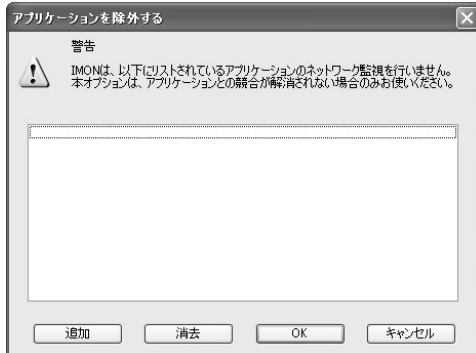 アプリケーションを除外する
警告
IMONは、以下にリストされているアプリケーションのネットワーク監視を行いません。
本オプションは、アプリケーションとの競合が解消されない場合のみお使いください。
追加
消去
OK
キャンセル